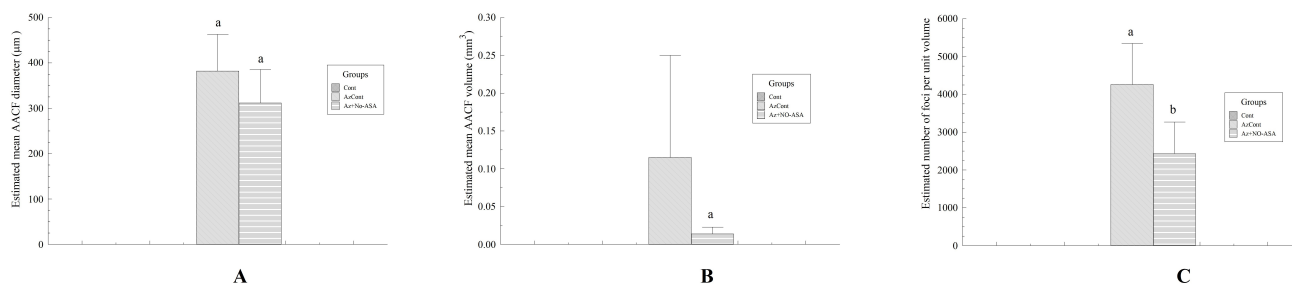 Estimated mean AACF diameter (μm )
500
400
300
200
100
0
a
a
Groups
Cont
AzCont
Az+No-ASA
A
Estimated mean AACF volume (mm3)
0.30
0.25
0.20
0.15
0.10
0.05
0.00
a
Groups
Cont
AzCont
Az+NO-ASA
B
Estimated number of foci per unit volume
6000
5000
4000
3000
2000
1000
0
a
b
Groups
Cont
AzCont
Az+NO-ASA
C